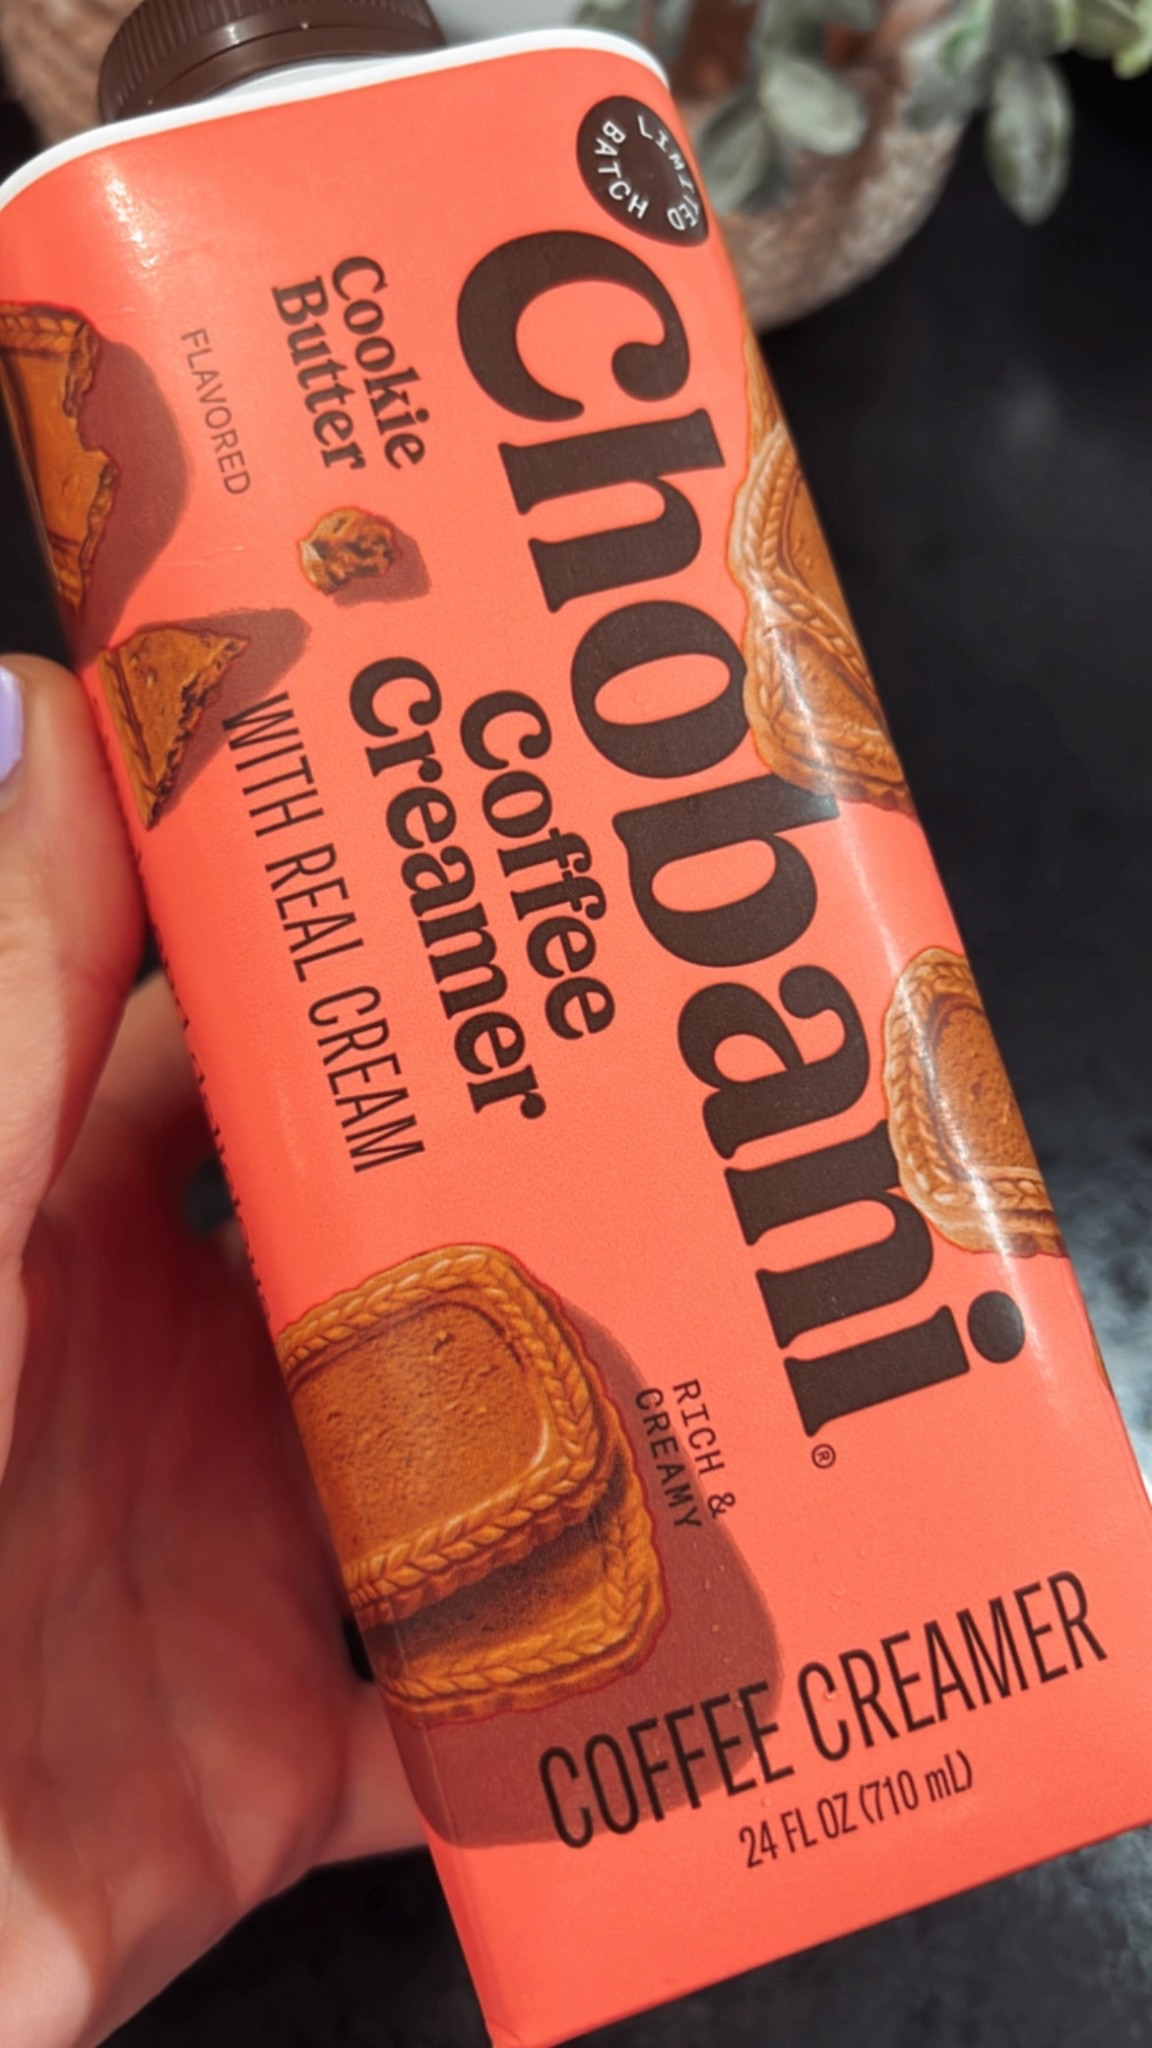 LIMITED
BATCH
Chobani®
Coffee
Creamer
Cookie
Butter
FLAVORED
WITH REAL CREAM
RICH &
CREAMY
COFFEE CREAMER
24 FL OZ (710 mL)